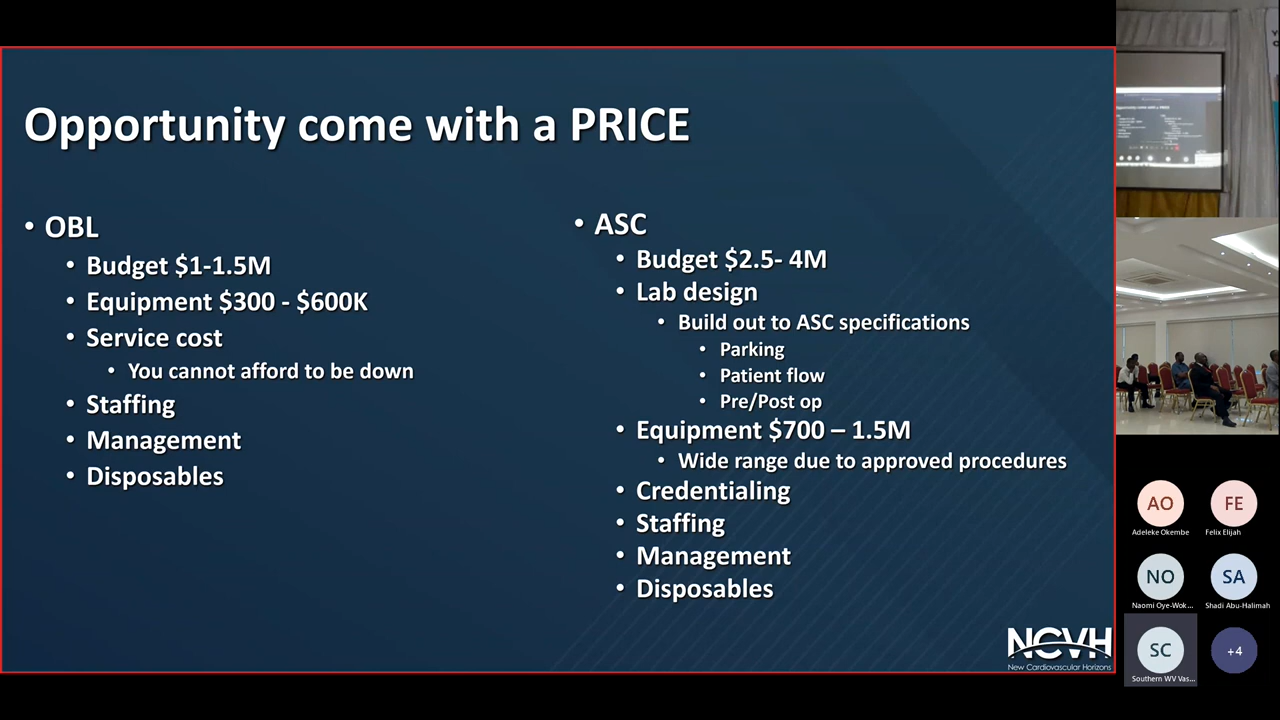 Opportunity come with a PRICE
• OBL
• Budget $1-1.5M
• Equipment $300 - $600K
• Service cost
• You cannot afford to be down
• Staffing
• Management
• Disposables
• ASC
• Budget $2.5- 4M
• Lab design
• Build out to ASC specifications
• Parking
• Patient flow
• Pre/Post op
• Equipment $700 – 1.5M
• Wide range due to approved procedures
• Credentialing
• Staffing
• Management
• Disposables
NCVH
New Cardiovascular Horizons
AO
Adeleke Okembe
FE
Felix Elijah
NO
Naomi Oye-Wok...
SA
Shadi Abu-Halimah
SC
Southern WV Vas...
+4